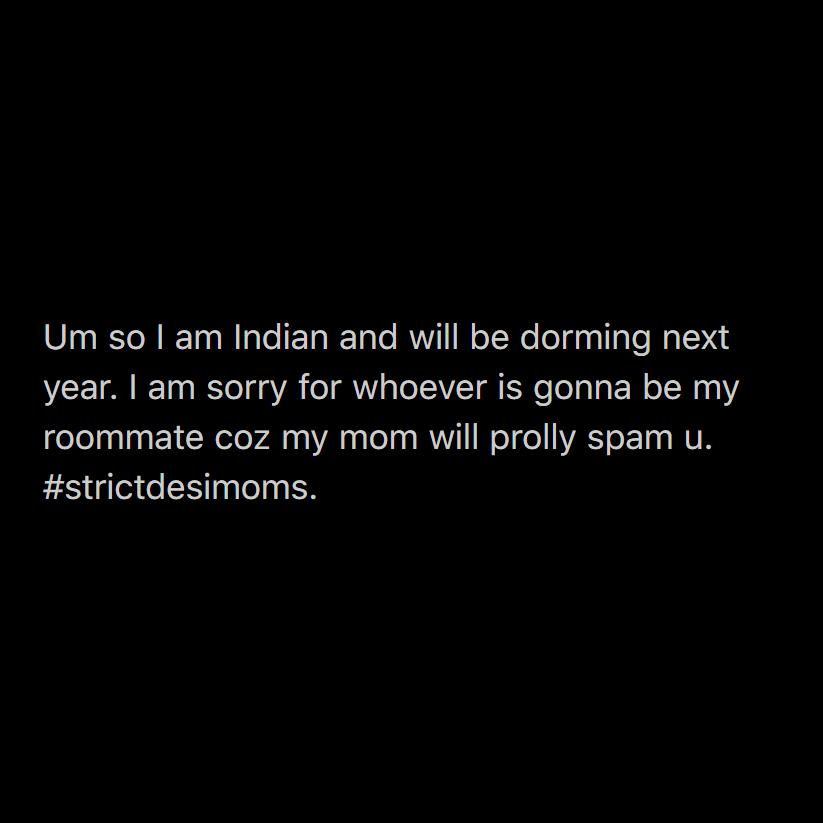 Um so I am Indian and will be dorming next
year. I am sorry for whoever is gonna be my
roommate coz my mom will prolly spam u.
#strictdesimoms.